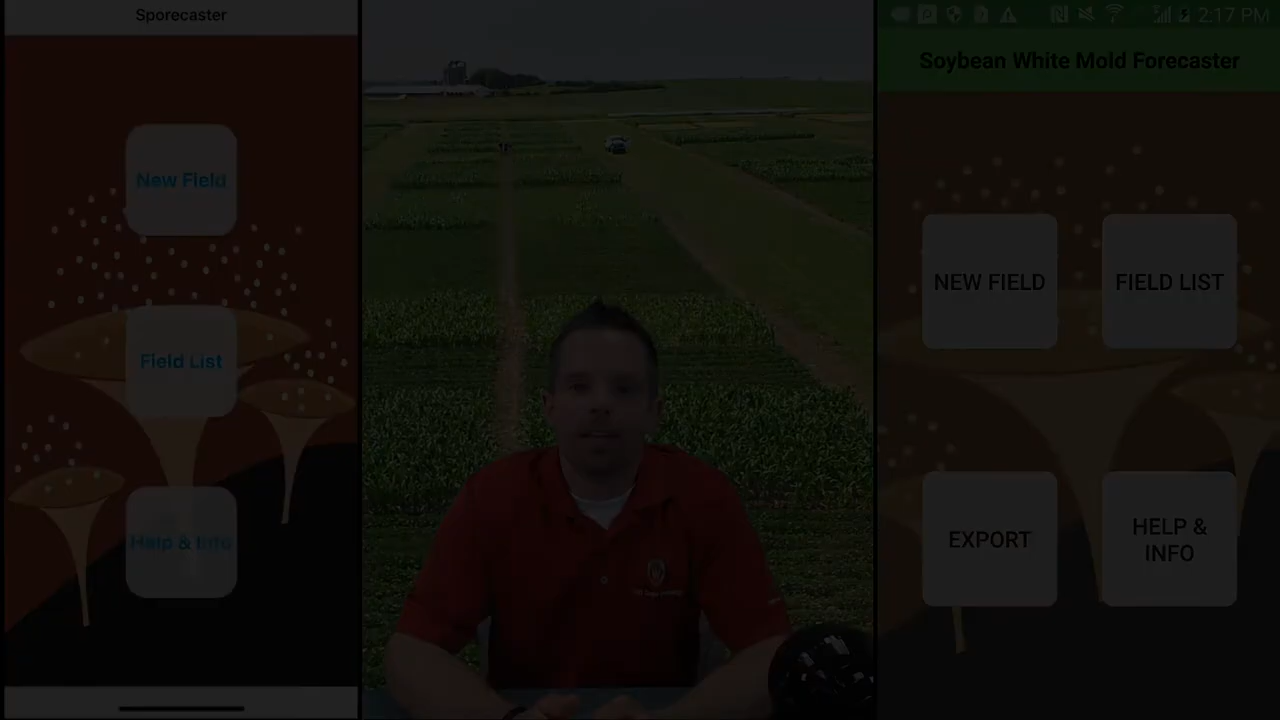 Sporecaster
New Field
Field List
Help & Info
2:17 PM
Soybean White Mold Forecaster
NEW FIELD
FIELD LIST
EXPORT
HELP &
INFO